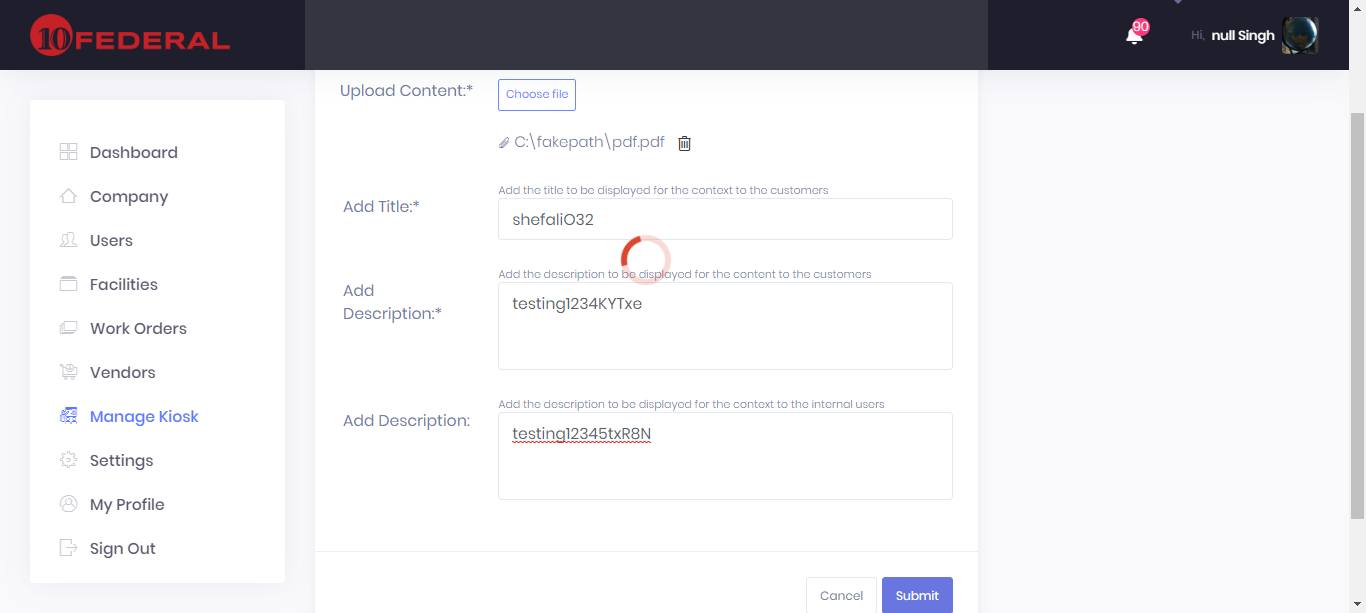 10 FEDERAL
90
Hi, null Singh
Dashboard
Company
Users
Facilities
Work Orders
Vendors
Manage Kiosk
Settings
My Profile
Sign Out
Upload Content:*
Choose file
C:\fakepath\pdf.pdf
Add the title to be displayed for the context to the customers
Add Title:*
shefaliO32
Add the description to be displayed for the content to the customers
Add
Description:*
testing1234KYTxe
Add the description to be displayed for the context to the internal users
Add Description:
testing12345txR8N
Cancel
Submit